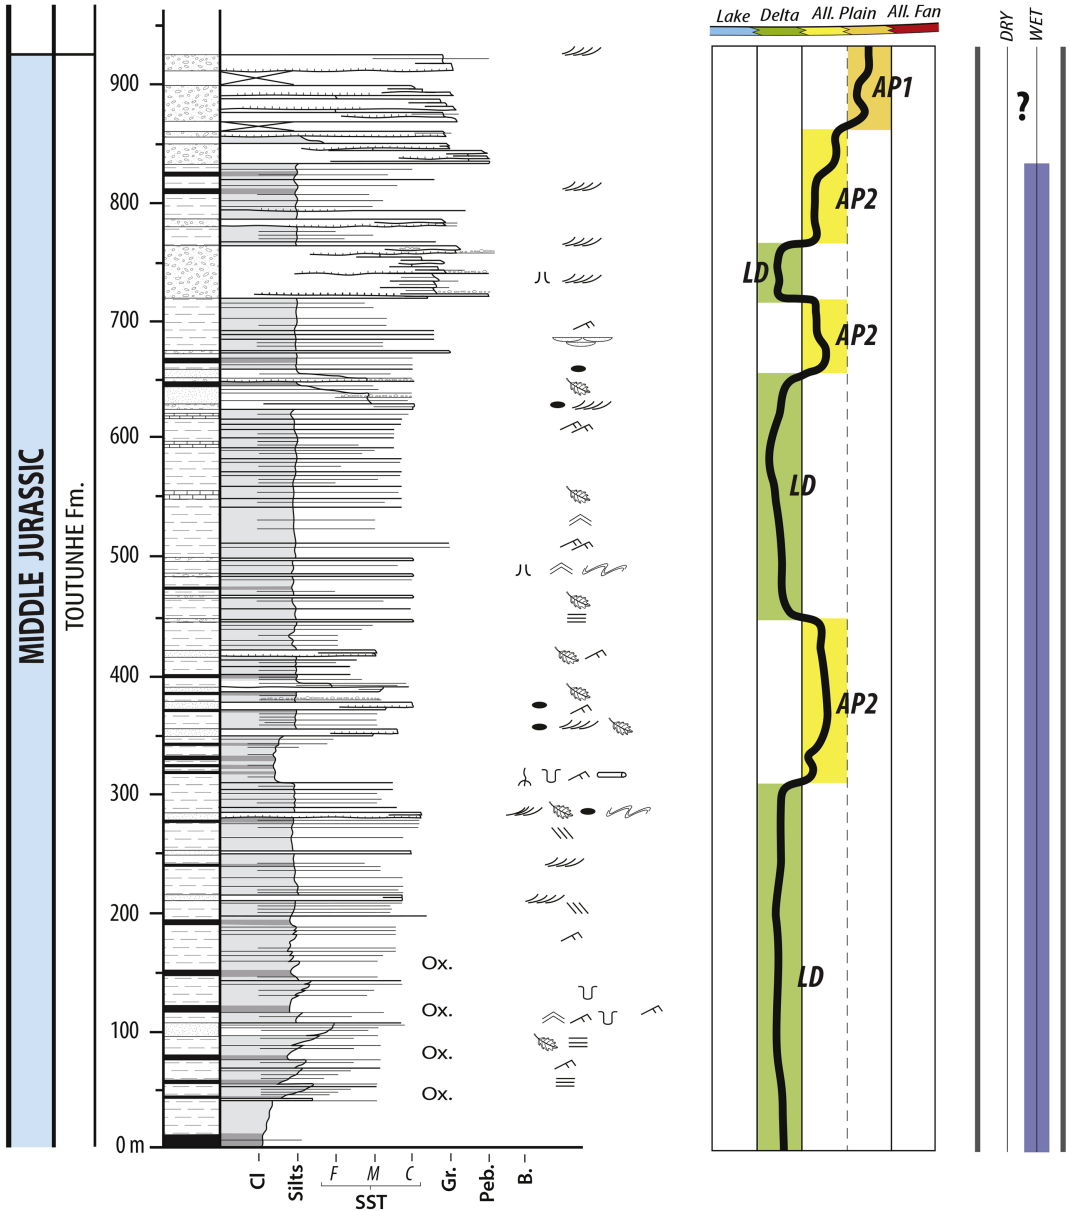 Lake Delta All. Plain All. Fan
DRY
WET
900
AP1
?
800
AP2
LD
700
AP2
600
LD
500
400
AP2
300
200
LD
Ox.
Ox.
100
Ox.
Ox.
0 m
MIDDLE JURASSIC
TOUTUNHE Fm.
Cl Silts F M C Gr. Peb. B.
SST